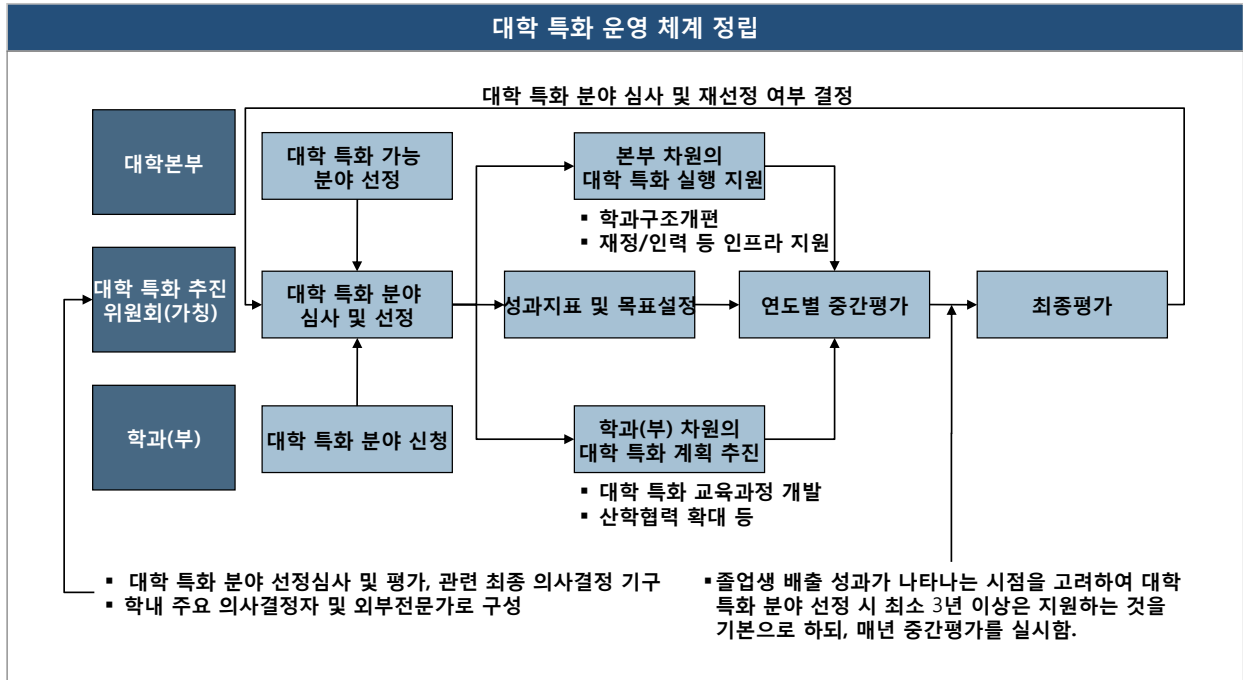 대학 특화 운영 체계 정립
대학 특화 분야 심사 및 재선정 여부 결정
대학본부
대학 특화 가능
분야 선정
본부 차원의
대학 특화 실행 지원
▪ 학과구조개편
▪ 재정/인력 등 인프라 지원
대학 특화 추진
위원회(가칭)
대학 특화 분야
심사 및 선정
성과지표 및 목표설정
연도별 중간평가
최종평가
학과(부)
대학 특화 분야 신청
학과(부) 차원의
대학 특화 계획 추진
▪ 대학 특화 교육과정 개발
▪ 산학협력 확대 등
▪ 대학 특화 분야 선정심사 및 평가, 관련 최종 의사결정 기구
▪ 학내 주요 의사결정자 및 외부전문가로 구성
▪ 졸업생 배출 성과가 나타나는 시점을 고려하여 대학
특화 분야 선정 시 최소 3년 이상은 지원하는 것을
기본으로 하되, 매년 중간평가를 실시함.